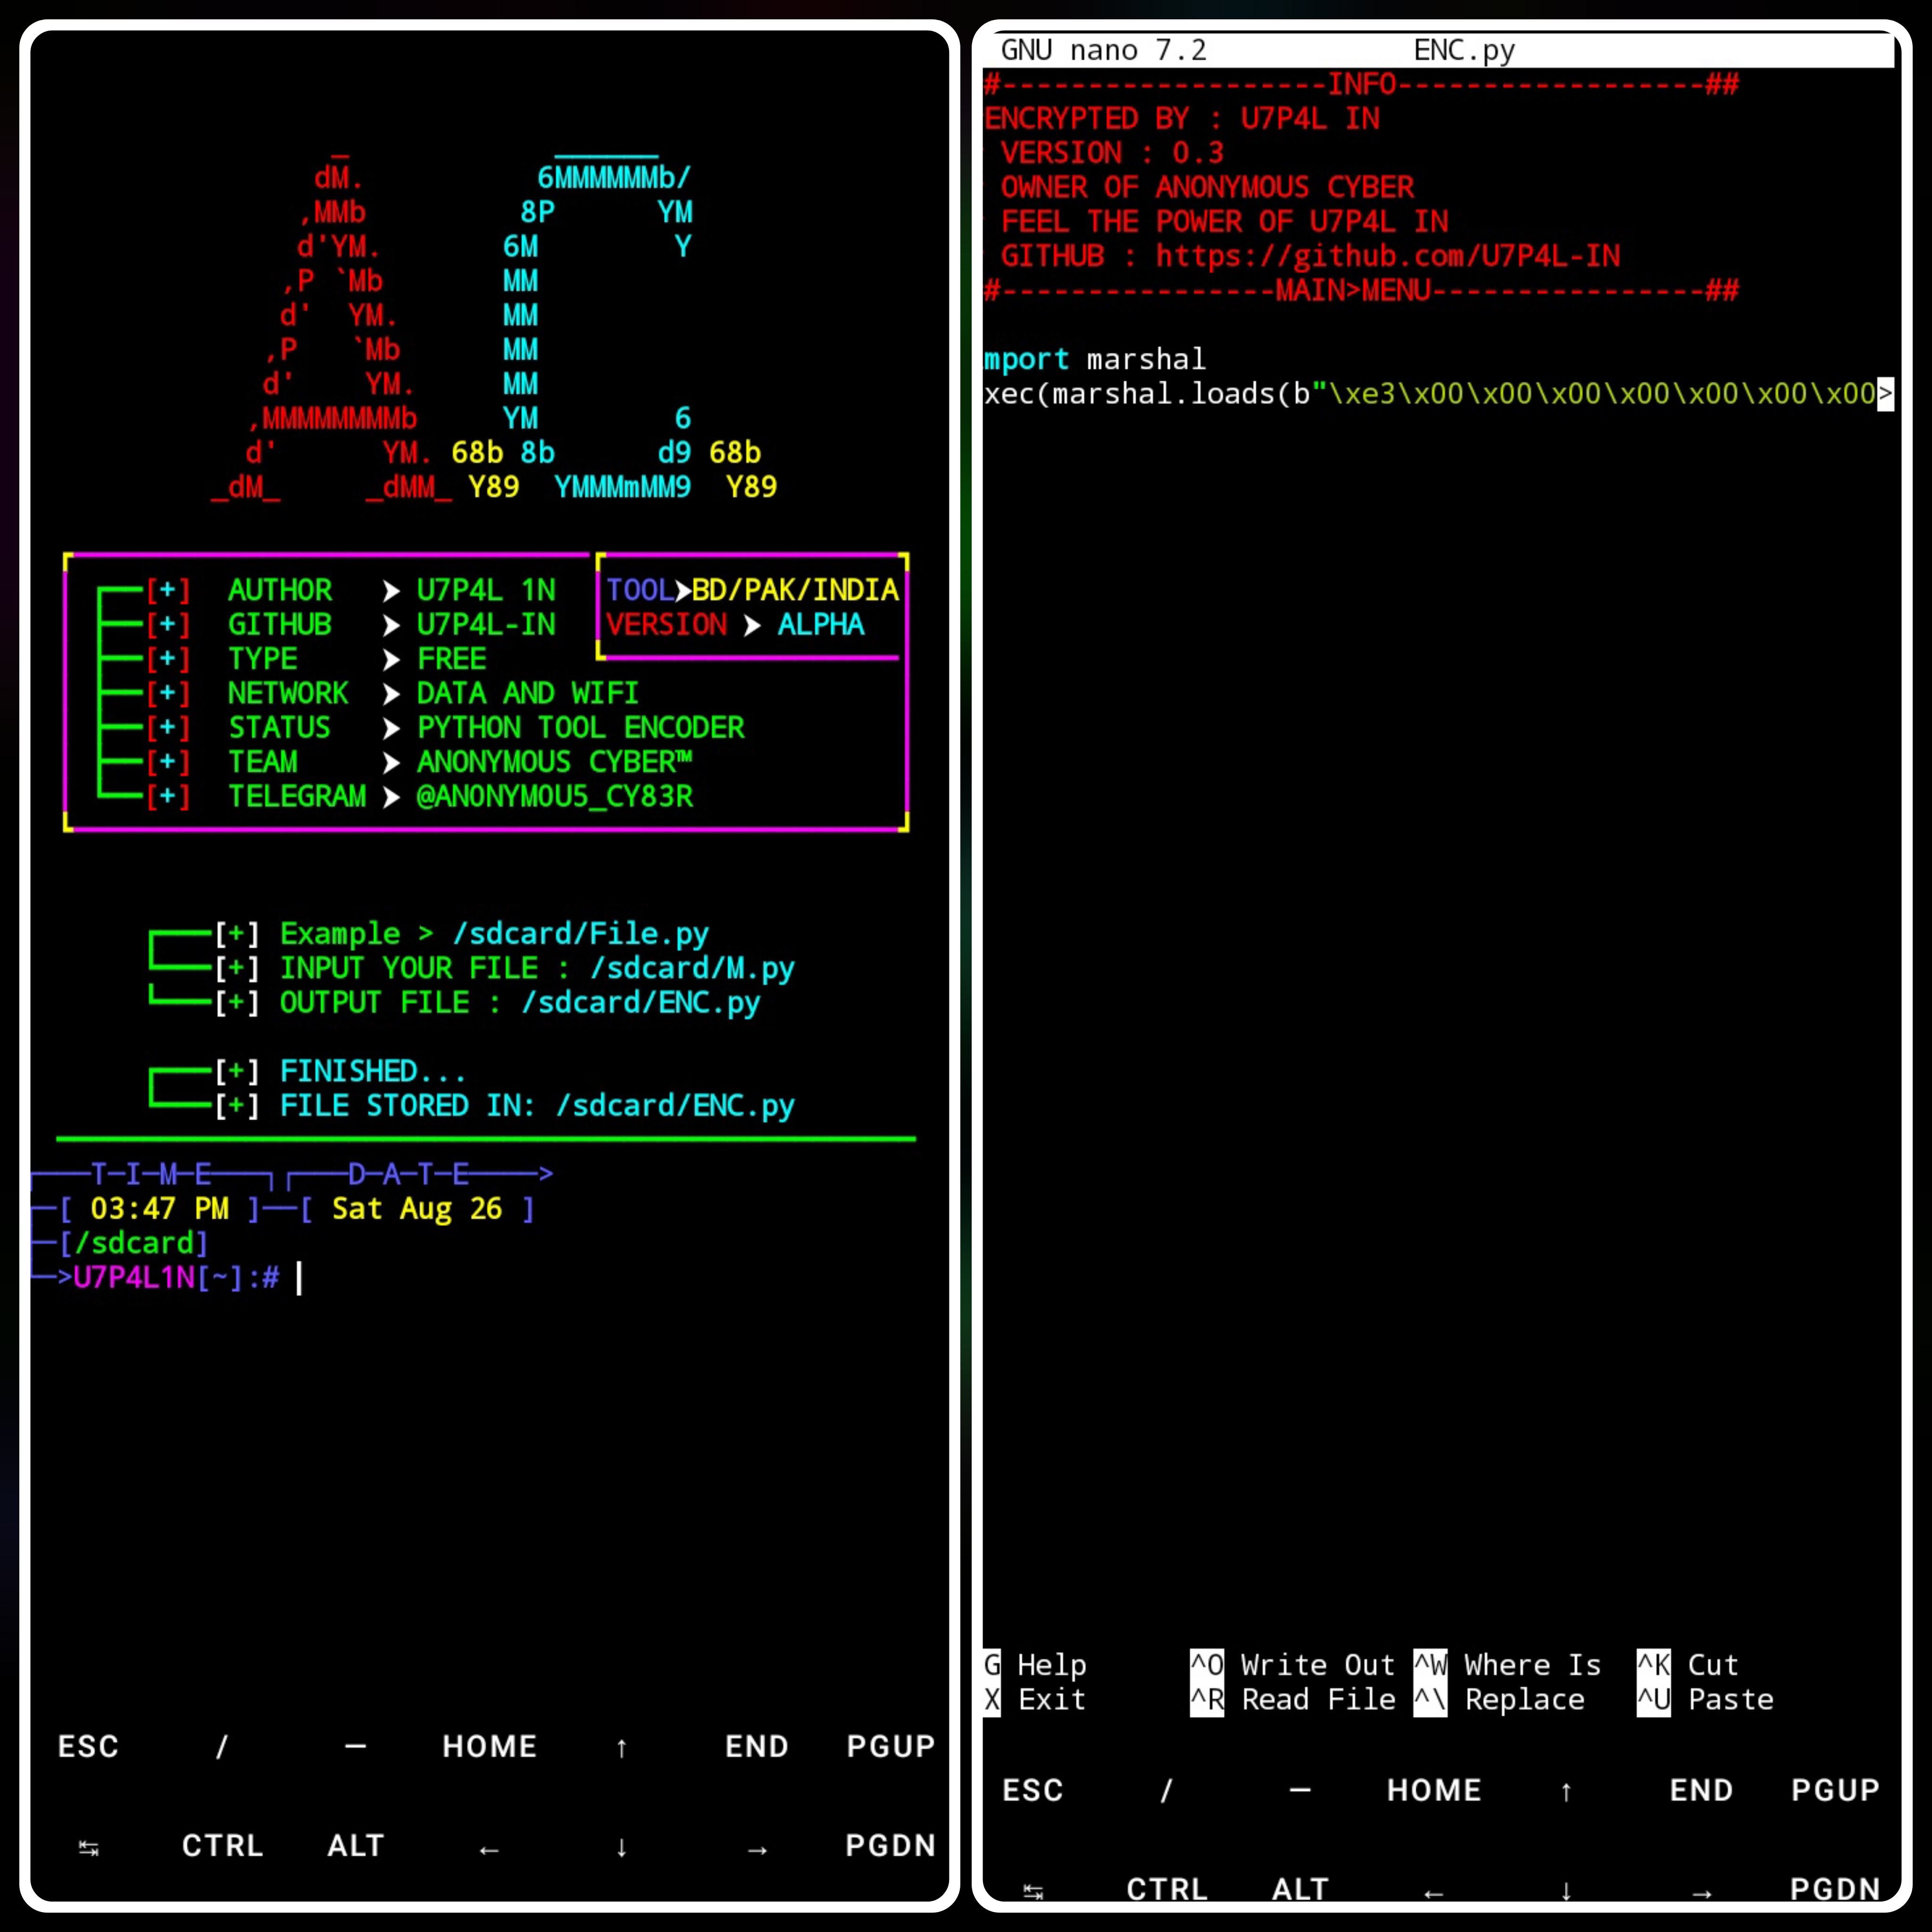 _ ______
dM. 6MMMMMMb/
,MMb 8P YM
d'YM. 6M Y
,P `Mb MM
d' YM. MM
,P `Mb MM
d' YM. MM
,MMMMMMMMb YM 6
d' YM. 68b 8b d9 68b
_dM_ _dMM_ Y89 YMMMmMM9 Y89
[+] AUTHOR ➤ U7P4L 1N TOOL➤BD/PAK/INDIA
[+] GITHUB ➤ U7P4L-IN VERSION ➤ ALPHA
[+] TYPE ➤ FREE
[+] NETWORK ➤ DATA AND WIFI
[+] STATUS ➤ PYTHON TOOL ENCODER
[+] TEAM ➤ ANONYMOUS CYBER™
[+] TELEGRAM ➤ @ANONYMOU5_CY83R
[+] Example > /sdcard/File.py
[+] INPUT YOUR FILE : /sdcard/M.py
[+] OUTPUT FILE : /sdcard/ENC.py
[+] FINISHED...
[+] FILE STORED IN: /sdcard/ENC.py
T─I─M─E D─A─T─E >
[ 03:47 PM ]─[ Sat Aug 26 ]
[/sdcard]
>U7P4L1N[~]:#
ESC / — HOME ↑ END PGUP
↹ CTRL ALT ← ↓ → PGDN
GNU nano 7.2 ENC.py
#-------------------INFO------------------##
ENCRYPTED BY : U7P4L IN
VERSION : 0.3
OWNER OF ANONYMOUS CYBER
FEEL THE POWER OF U7P4L IN
GITHUB : https://github.com/U7P4L-IN
#----------------MAIN>MENU----------------##
mport marshal
xec(marshal.loads(b"\xe3\x00\x00\x00\x00\x00\x00\x00>
G Help ^O Write Out ^W Where Is ^K Cut
X Exit ^R Read File ^\ Replace ^U Paste
ESC / — HOME ↑ END PGUP
↹ CTRL ALT ← ↓ → PGDN